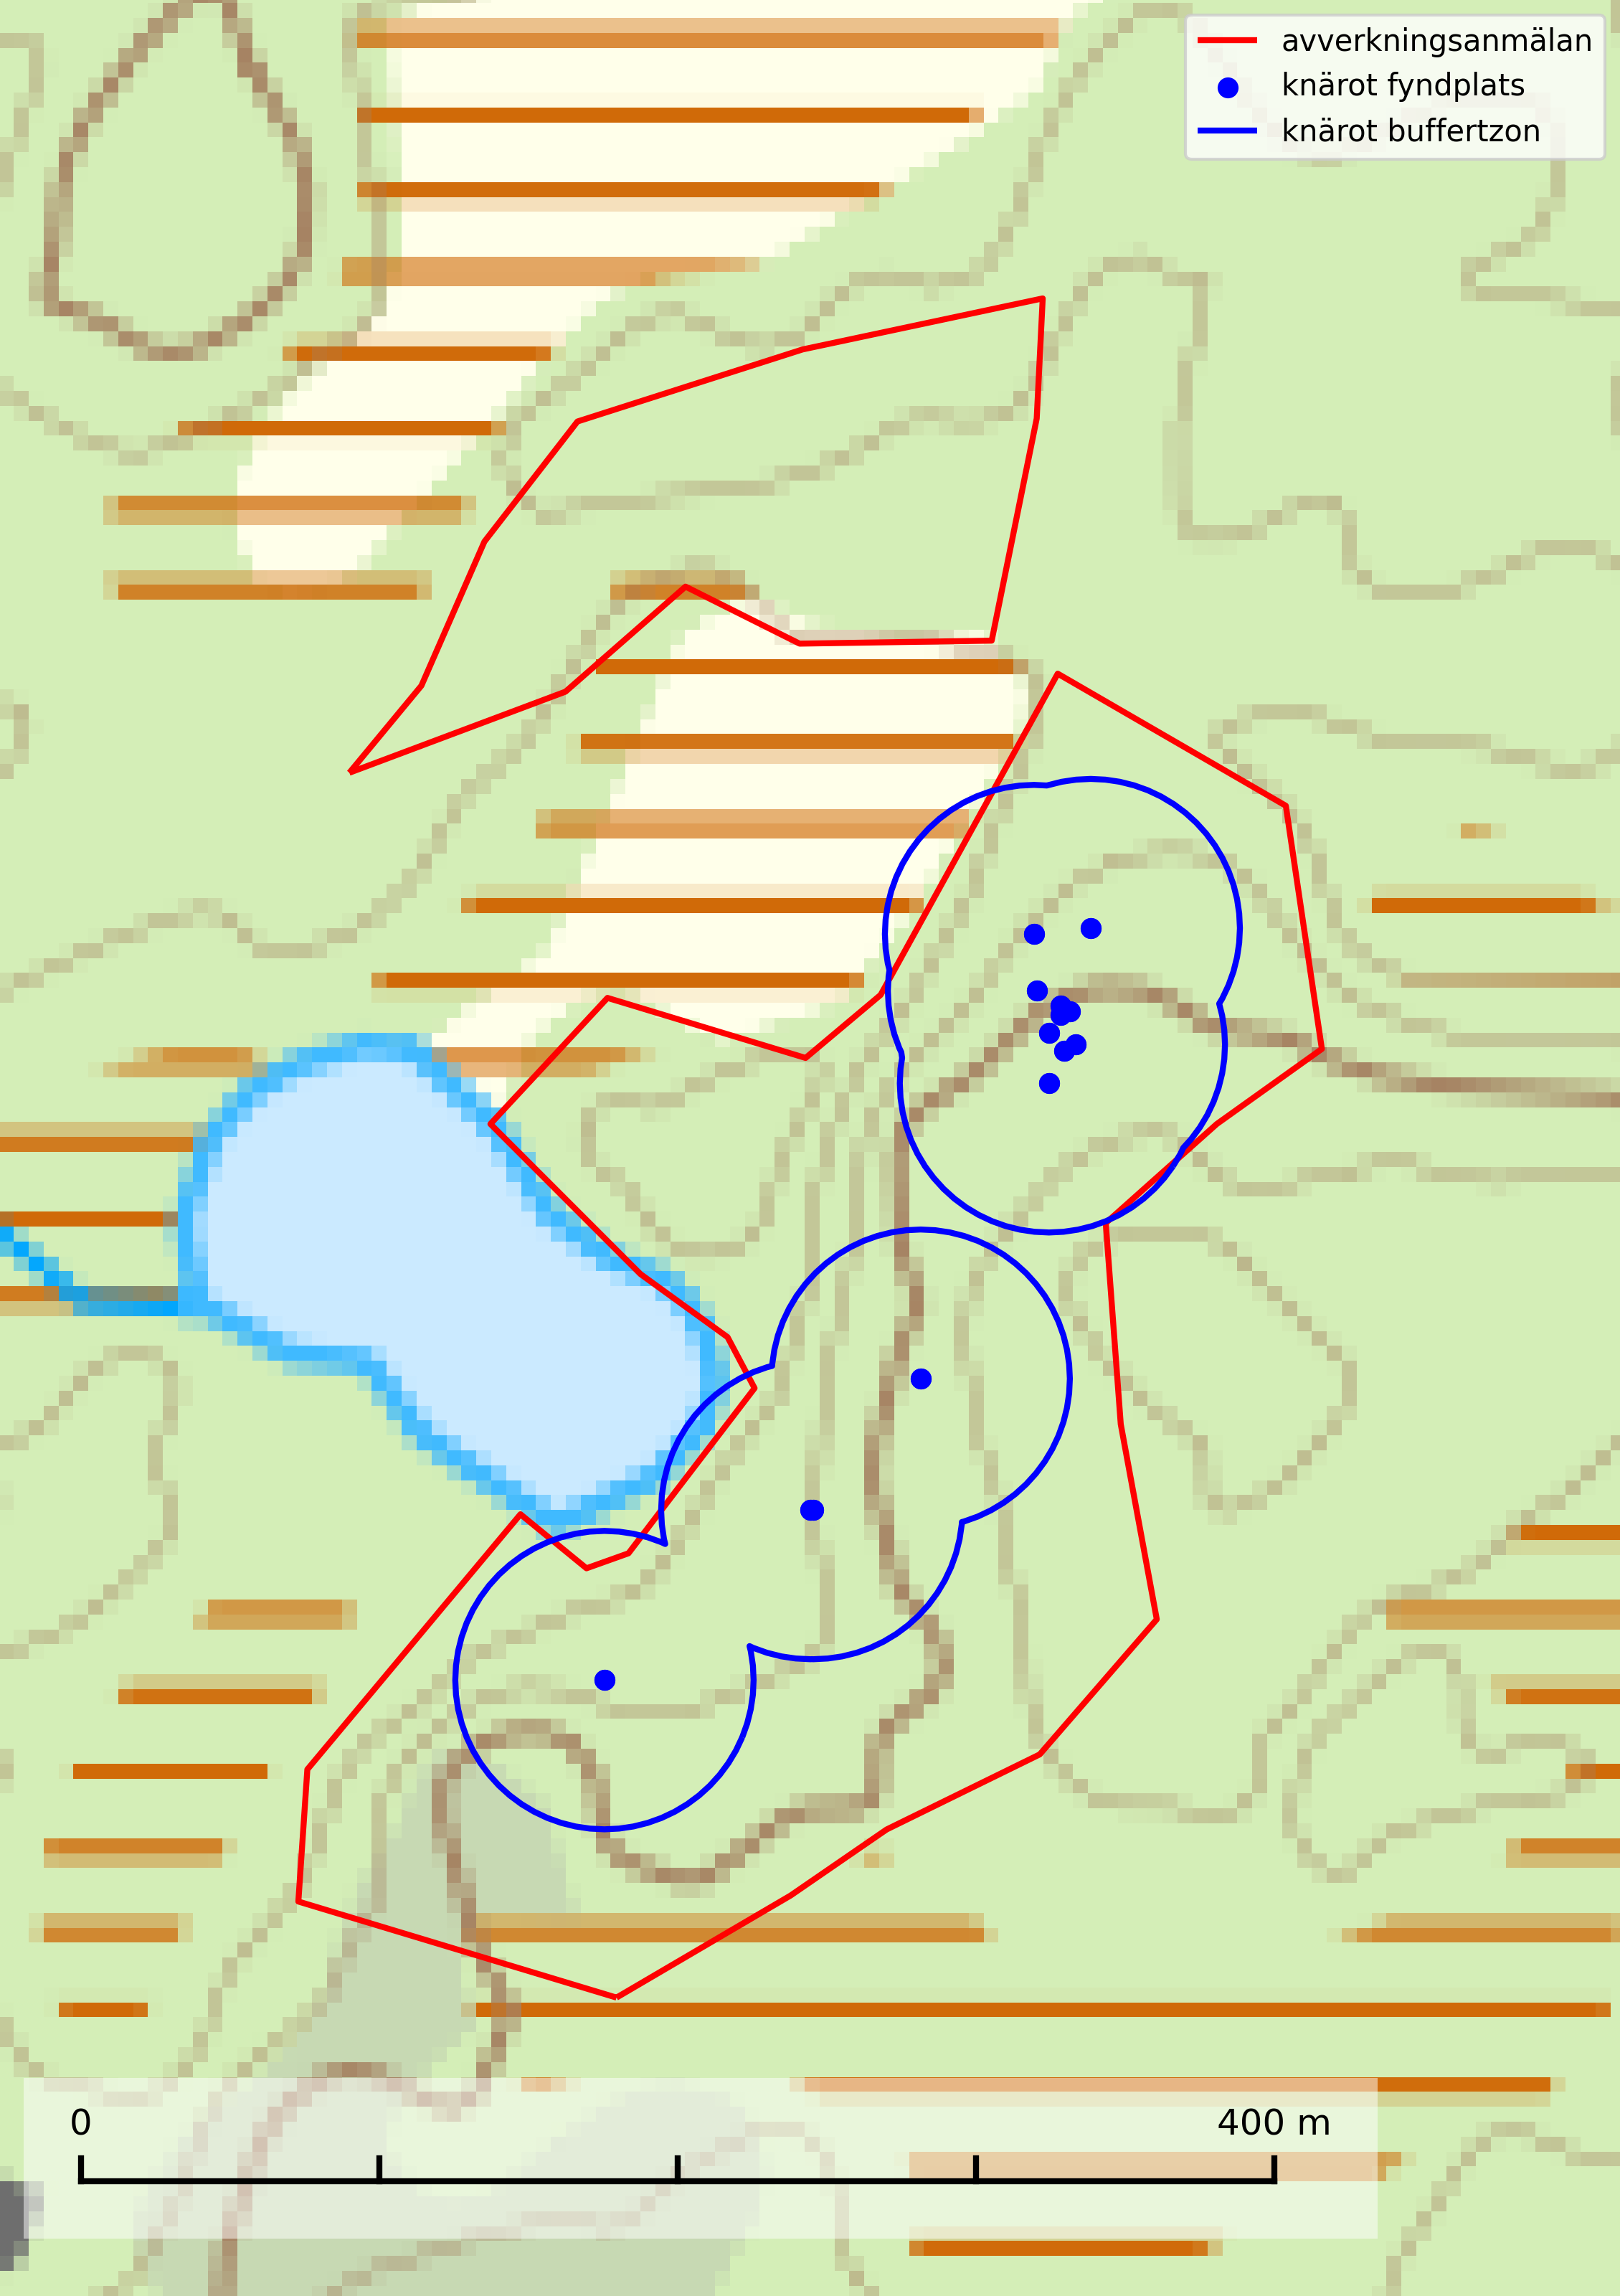 avverkningsanmälan
knärot fyndplats
knärot buffertzon
0 400 m